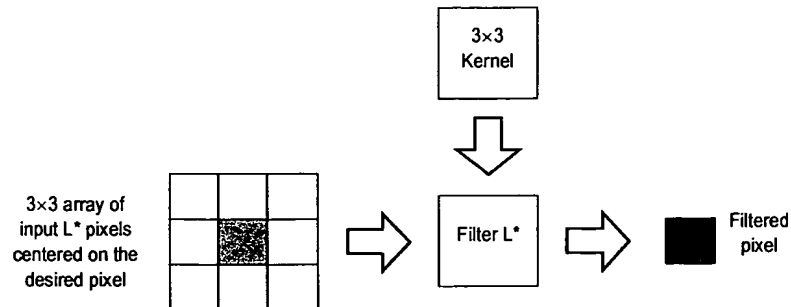 3×3
Kernel
3×3 array of
input L* pixels
centered on the
desired pixel
Filter L*
Filtered
pixel